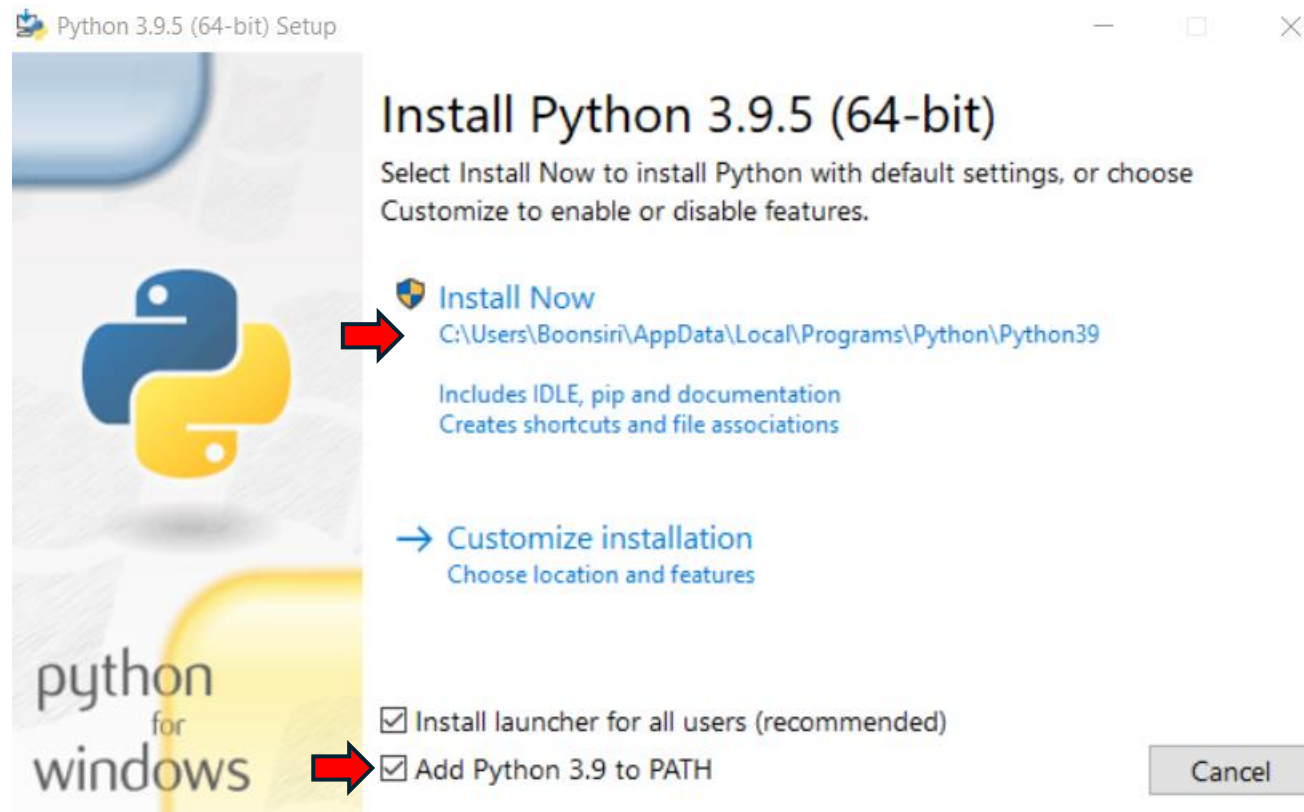 Python 3.9.5 (64-bit) Setup
Install Python 3.9.5 (64-bit)
Select Install Now to install Python with default settings, or choose
Customize to enable or disable features.
Install Now
C:\Users\Boonsiri\AppData\Local\Programs\Python\Python39
Includes IDLE, pip and documentation
Creates shortcuts and file associations
Customize installation
Choose location and features
python
for
windows
Install launcher for all users (recommended)
Add Python 3.9 to PATH
Cancel